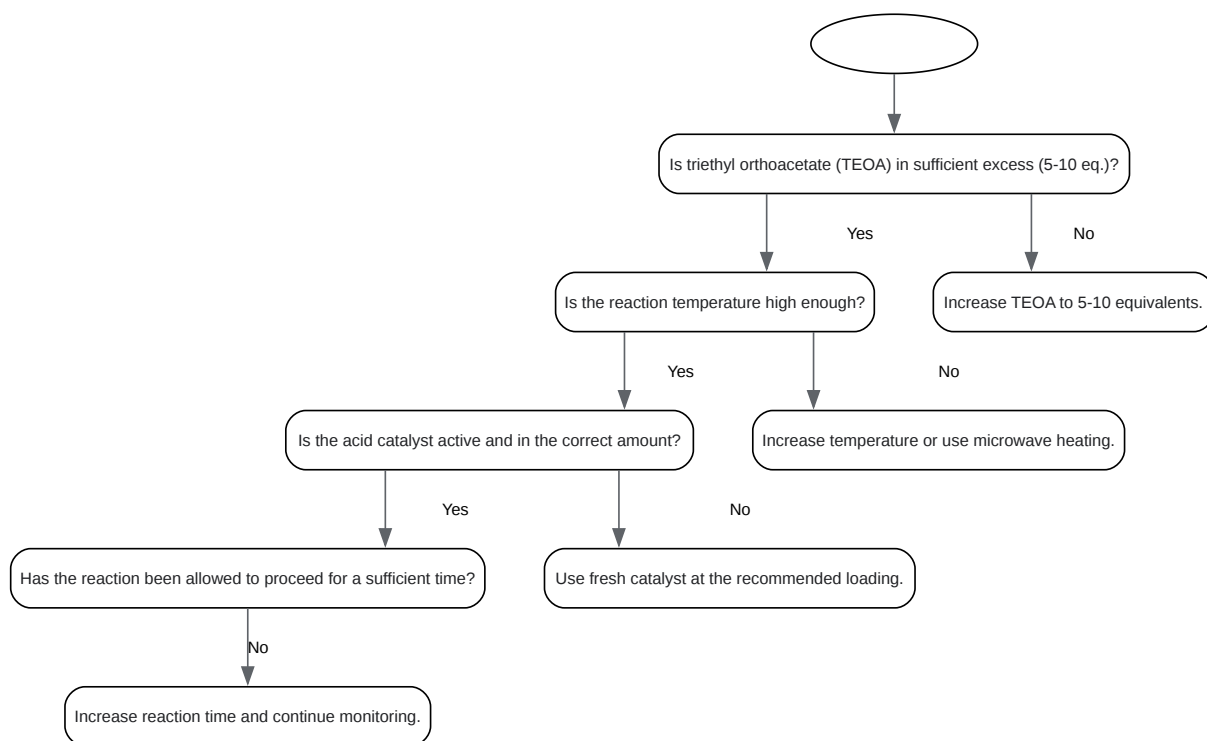 Is triethyl orthoacetate (TEOA) in sufficient excess (5-10 eq.)?
Yes
No
Is the reaction temperature high enough?
Increase TEOA to 5-10 equivalents.
Yes
No
Is the acid catalyst active and in the correct amount?
Increase temperature or use microwave heating.
Yes
No
Has the reaction been allowed to proceed for a sufficient time?
Use fresh catalyst at the recommended loading.
No
Increase reaction time and continue monitoring.